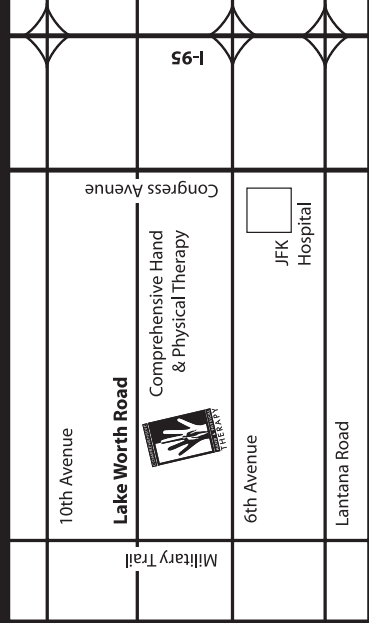 I-95
Congress Avenue
Comprehensive Hand
& Physical Therapy
JFK
Hospital
10th Avenue
Lake Worth Road
THERAPY
6th Avenue
Lantana Road
Military Trail